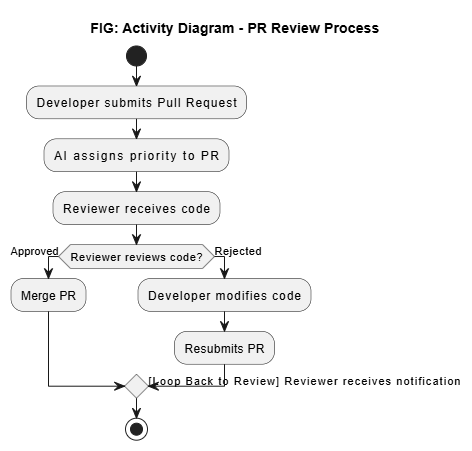 FIG: Activity Diagram - PR Review Process
Developer submits Pull Request
AI assigns priority to PR
Reviewer receives code
Approved
Reviewer reviews code?
Rejected
Merge PR
Developer modifies code
Resubmits PR
[Loop Back to Review] Reviewer receives notification